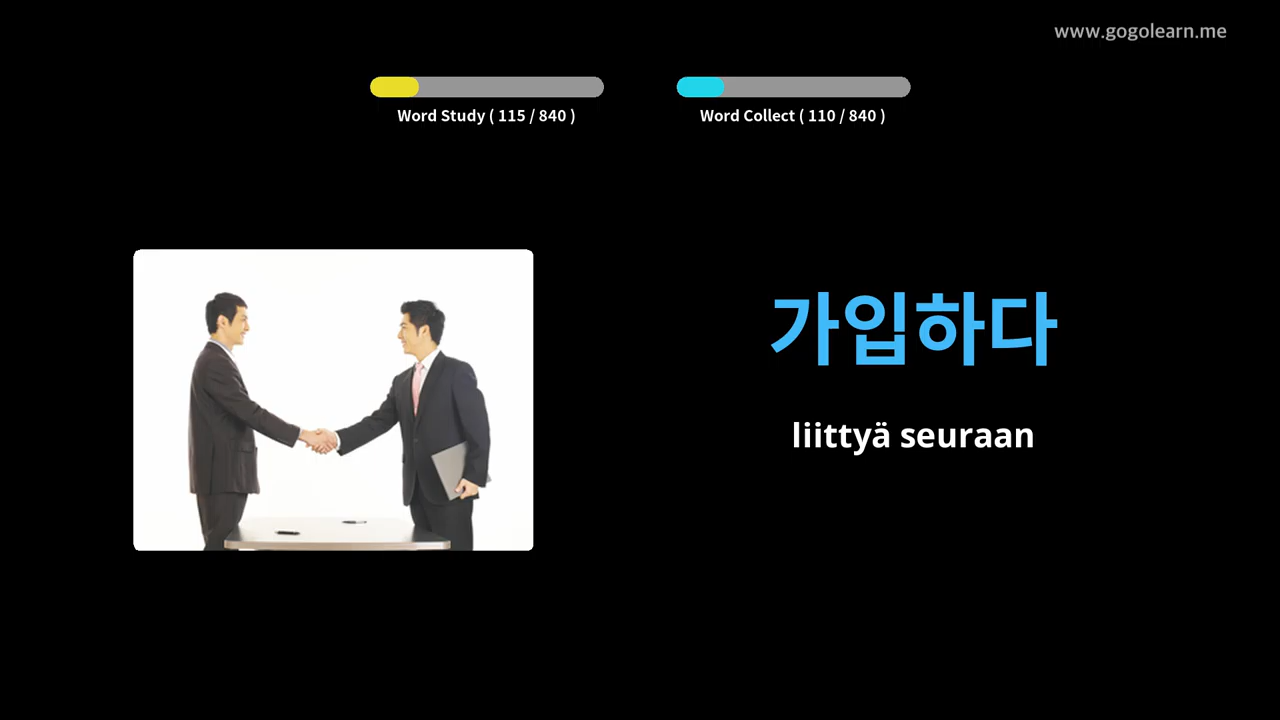 www.gogolearn.me
Word Study ( 115 / 840 )
Word Collect ( 110 / 840 )
가입하다
liittyä seuraan